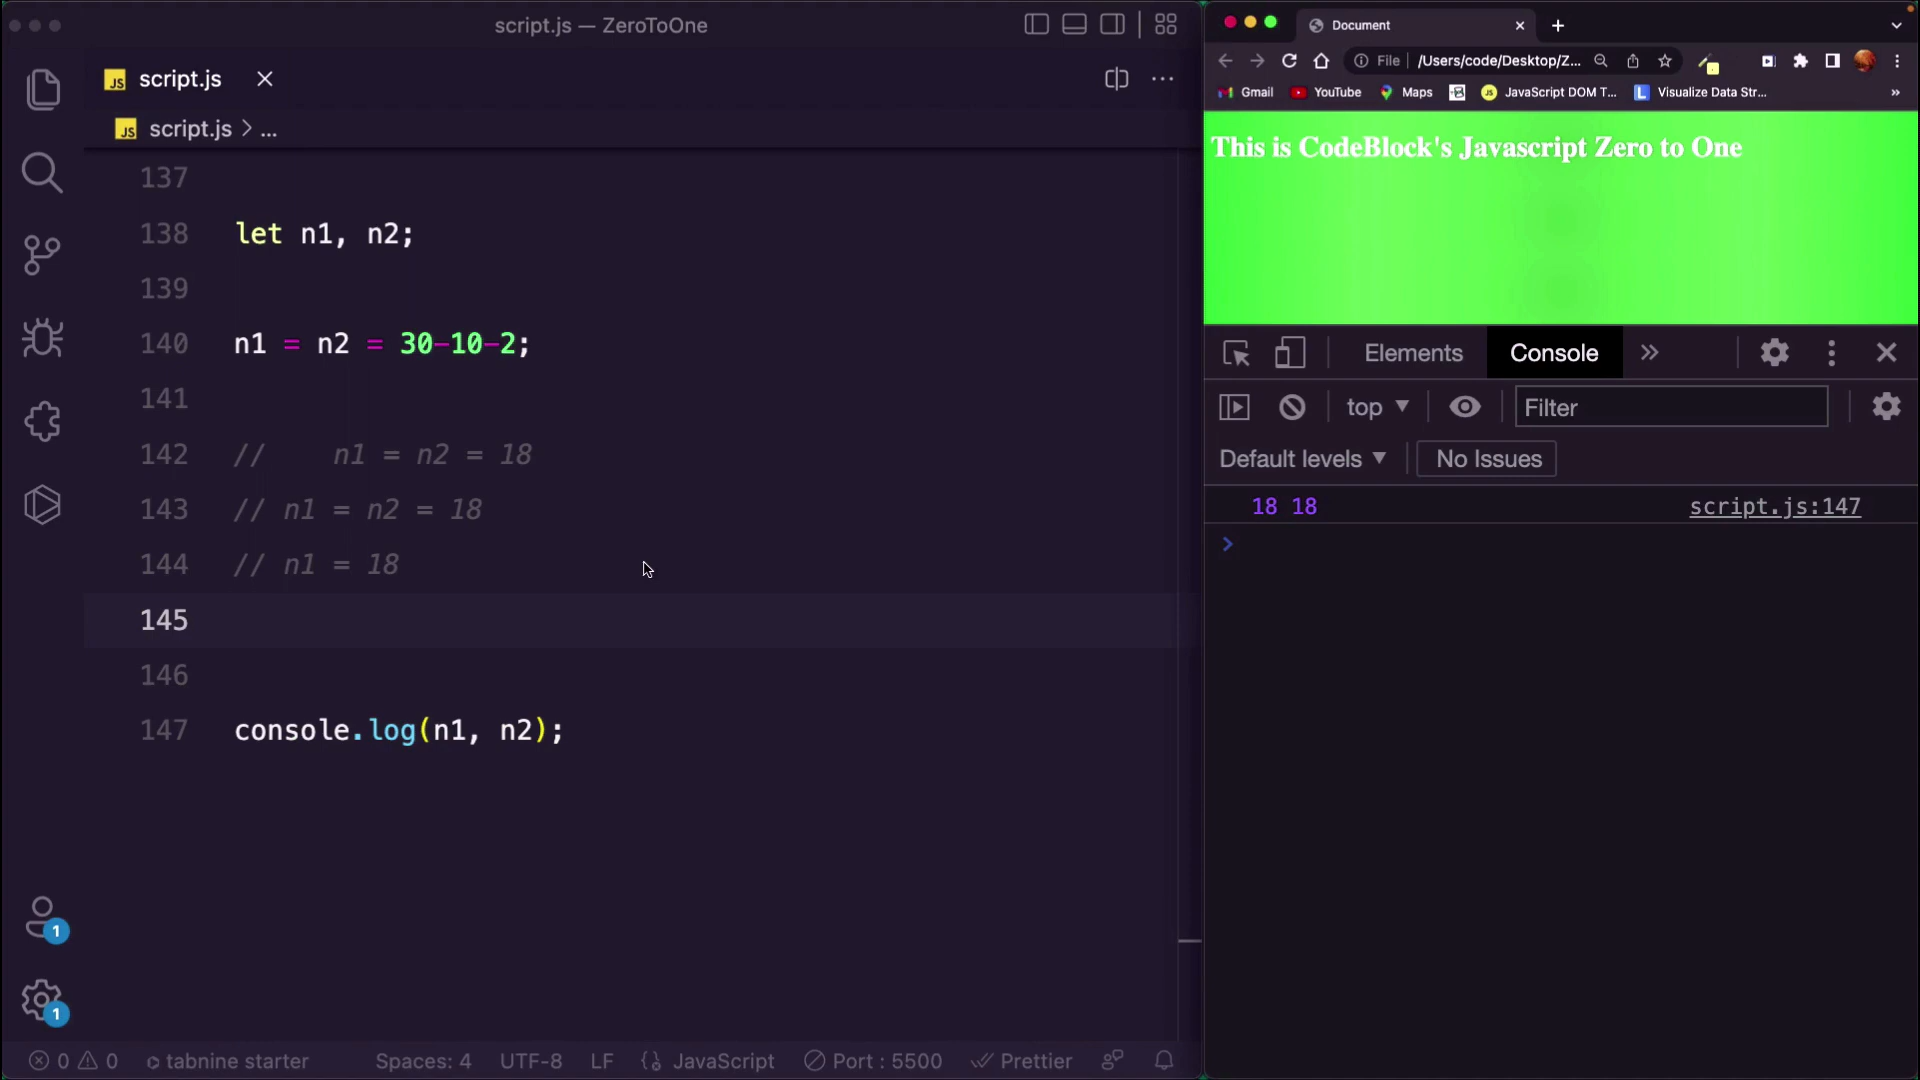 script.js — ZeroToOne
JS script.js
JS script.js > ...
137
138 let n1, n2;
139
140 n1 = n2 = 30-10-2;
141
142 //    n1 = n2 = 18
143 // n1 = n2 = 18
144 // n1 = 18
145
146
147 console.log(n1, n2);
1
1
0 0 tabnine starter Spaces: 4 UTF-8 LF {} JavaScript Port : 5500 Prettier
Document
File /Users/code/Desktop/Z...
Gmail YouTube Maps JS JavaScript DOM T... L Visualize Data Str... »
This is CodeBlock's Javascript Zero to One
Elements Console »
top Filter
Default levels No Issues
18 18 script.js:147
>